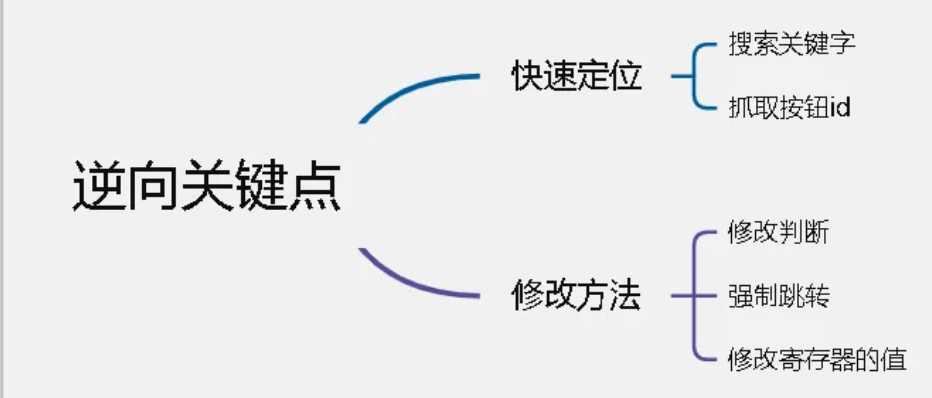 逆向关键点
快速定位
搜索关键字
抓取按钮id
修改方法
修改判断
强制跳转
修改寄存器的值